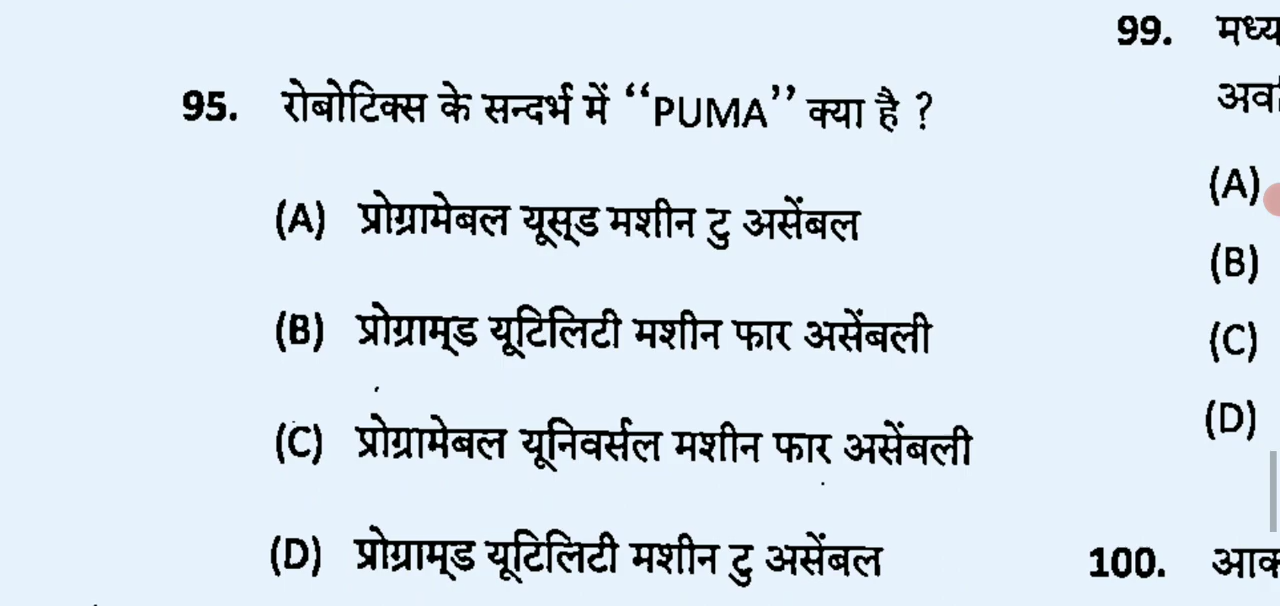 95. रोबोटिक्स के सन्दर्भ में ‘‘PUMA’’ क्या है ?
(A) प्रोग्रामेबल यूस्ड मशीन टु असेंबल
(B) प्रोग्राम्ड यूटिलिटी मशीन फार असेंबली
(C) प्रोग्रामेबल यूनिवर्सल मशीन फार असेंबली
(D) प्रोग्राम्ड यूटिलिटी मशीन टु असेंबल
99.
(A)
(B)
(C)
(D)
100.